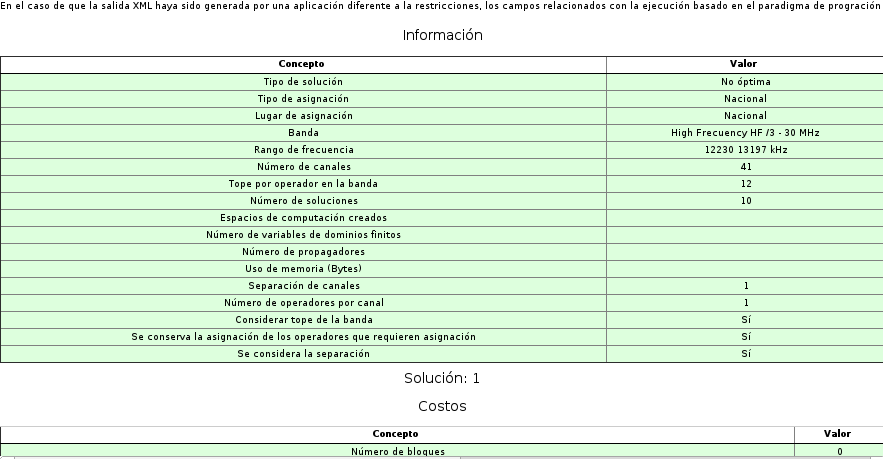 En el caso de que la salida XML haya sido generada por una aplicación diferente a la restricciones, los campos relacionados con la ejecución basado en el paradigma de progración
Información
Concepto Valor
Tipo de solución No óptima
Tipo de asignación Nacional
Lugar de asignación Nacional
Banda High Frecuency HF /3 - 30 MHz
Rango de frecuencia 12230 13197 kHz
Número de canales 41
Tope por operador en la banda 12
Número de soluciones 10
Espacios de computación creados
Número de variables de dominios finitos
Número de propagadores
Uso de memoria (Bytes)
Separación de canales 1
Número de operadores por canal 1
Considerar tope de la banda Sí
Se conserva la asignación de los operadores que requieren asignación Sí
Se considera la separación Sí
Solución: 1
Costos
Concepto Valor
Número de bloques 0